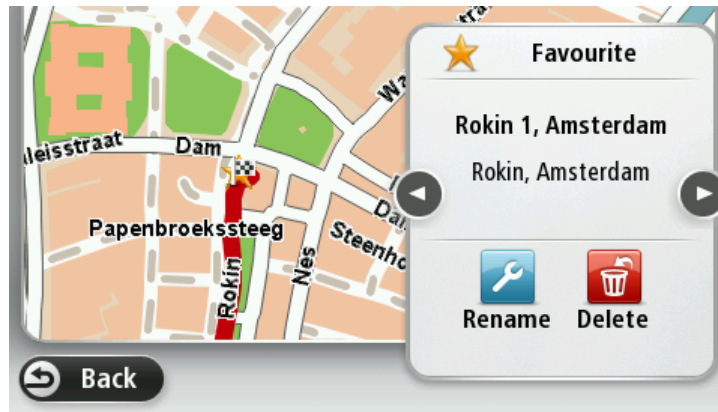 Favourite
Rokin 1, Amsterdam
Rokin, Amsterdam
Rename Delete
Dam
Papenbroekssteeg
Rokin
Nes
Back